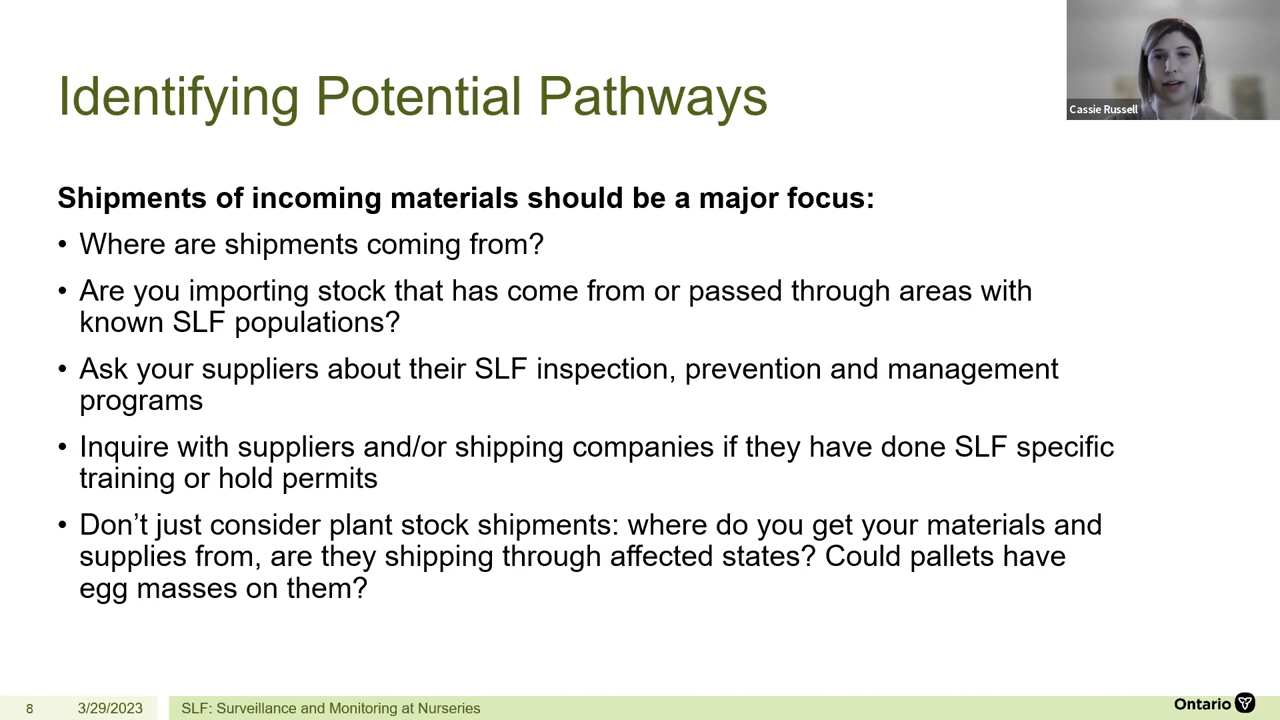 Identifying Potential Pathways
Cassie Russell
Shipments of incoming materials should be a major focus:
• Where are shipments coming from?
• Are you importing stock that has come from or passed through areas with
known SLF populations?
• Ask your suppliers about their SLF inspection, prevention and management
programs
• Inquire with suppliers and/or shipping companies if they have done SLF specific
training or hold permits
• Don’t just consider plant stock shipments: where do you get your materials and
supplies from, are they shipping through affected states? Could pallets have
egg masses on them?
8 3/29/2023 SLF: Surveillance and Monitoring at Nurseries
Ontario